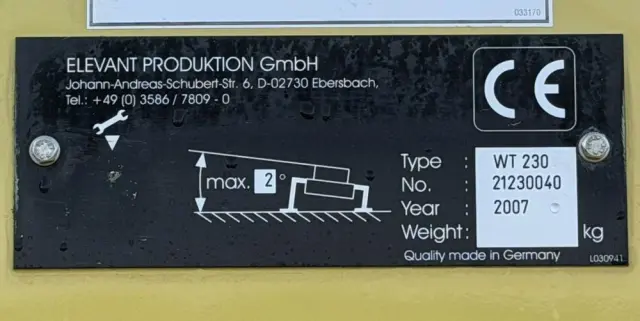 033170
ELEVANT PRODUKTION GmbH
Johann-Andreas-Schubert-Str. 6, D-02730 Ebersbach,
Tel.: +49 (0) 3586 / 7809 - 0
CE
max. 2°
Type : WT 230
No. : 21230040
Year : 2007
Weight: kg
Quality made in Germany
L030941